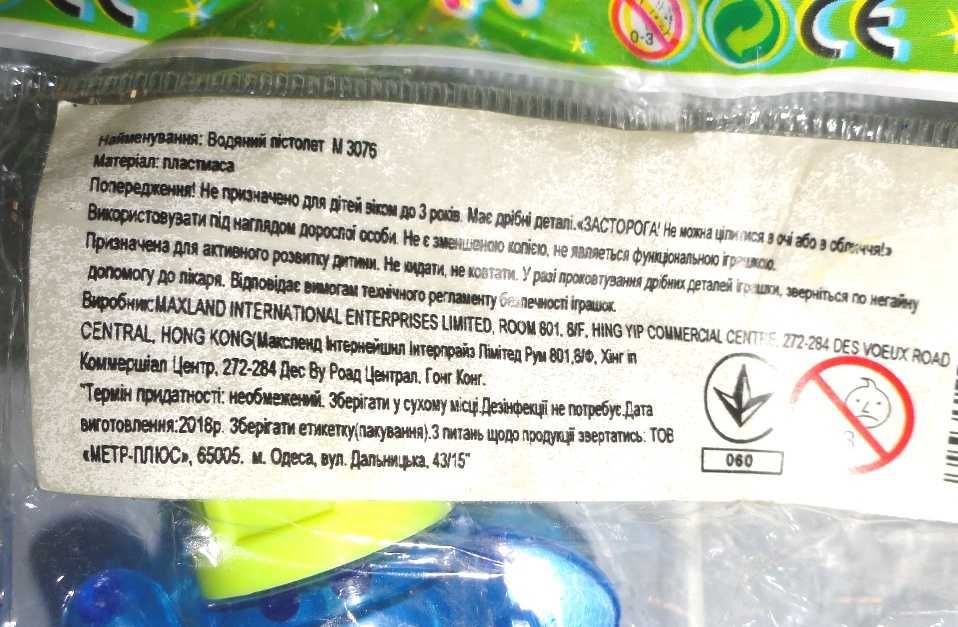 0-3
CE
Найменування: Водяний пістолет М 3076
Матеріал: пластмаса
Попередження! Не призначено для дітей віком до 3 років. Має дрібні деталі.«ЗАСТОРОГА! Не можна цілитися в очі або в обличчя!»
Використовувати під наглядом дорослої особи. Не є зменшеною копією, не являється функціональною іграшкою.
Призначена для активного розвитку дитини. Не кидати, не ковтати. У разі проковтування дрібних деталей іграшки, зверніться по негайну
допомогу до лікаря. Відповідає вимогам технічного регламенту безпечності іграшок.
Виробник:MAXLAND INTERNATIONAL ENTERPRISES LIMITED, ROOM 801. 8/F, HING YIP COMMERCIAL CENTRE, 272-284 DES VOEUX ROAD
CENTRAL, HONG KONG(Максленд Інтернейшнл Інтерпрайз Лімітед Рум 801,8/Ф, Хінг Іп
Коммершіал Центр, 272-284 Дес Ву Роад Централ, Гонг Конг.
"Термін придатності: необмежений. Зберігати у сухому місці.Дезінфекції не потребує.Дата
виготовлення:2018р. Зберігати етикетку(пакування).З питань щодо продукції звертатись: ТОВ
«МЕТР-ПЛЮС», 65005. м. Одеса, вул. Дальницька, 43/15"
060